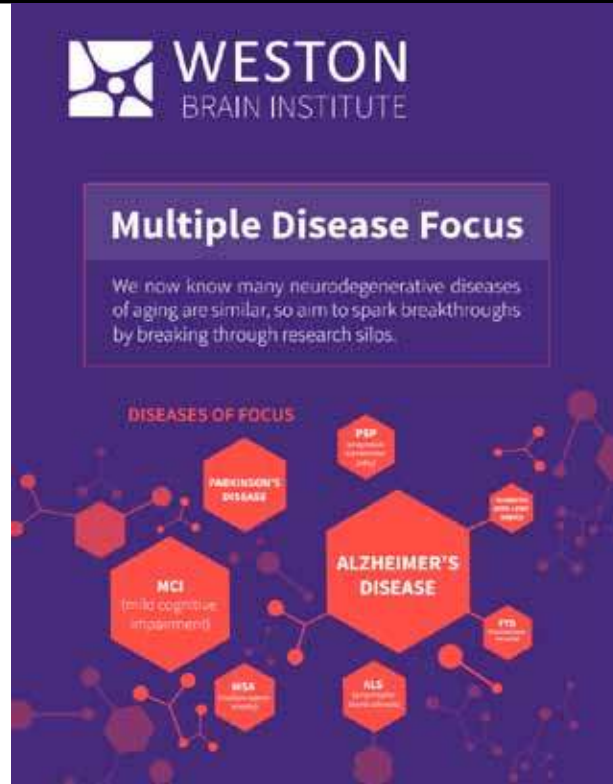 WESTON
BRAIN INSTITUTE
Multiple Disease Focus
We now know many neurodegenerative diseases
of aging are similar, so aim to spark breakthroughs
by breaking through research silos.
DISEASES OF FOCUS
PSP
PARKINSON'S
DISEASE
ALZHEIMER'S
DISEASE
MCI
(mild cognitive
impairment)
FTD
MSA
ALS